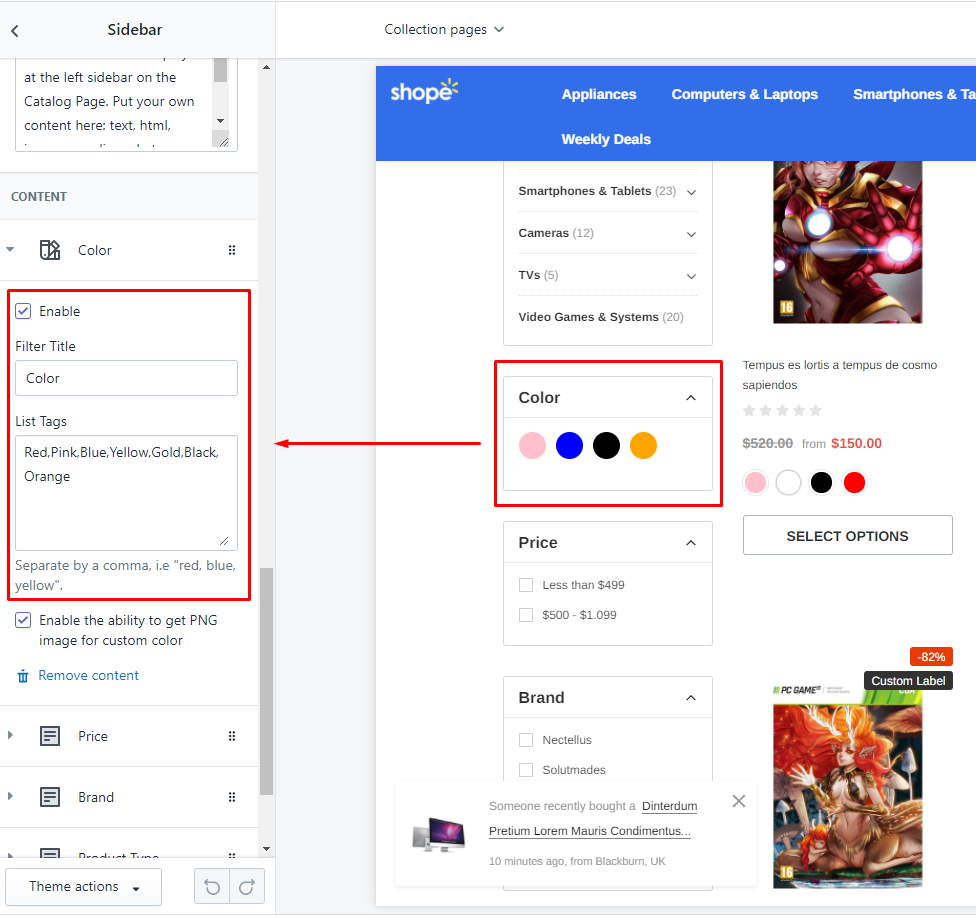 Sidebar
Collection pages
at the left sidebar on the
Catalog Page. Put your own
content here: text, html,
CONTENT
Color
Enable
Filter Title
Color
List Tags
Red,Pink,Blue,Yellow,Gold,Black,
Orange
Separate by a comma, i.e "red, blue,
yellow".
Enable the ability to get PNG
image for custom color
Remove content
Price
Brand
Product Type
Theme actions
shopé
Appliances
Computers & Laptops
Smartphones & Ta
Weekly Deals
Smartphones & Tablets (23)
Cameras (12)
TVs (5)
Video Games & Systems (20)
Color
Price
Less than $499
$500 - $1.099
Brand
Nectellus
Solutmades
16
Tempus es lortis a tempus de cosmo
sapiendos
$520.00 from $150.00
SELECT OPTIONS
-82%
Custom Label
PC GAME
16
Someone recently bought a Dinterdum
Pretium Lorem Mauris Condimentus...
10 minutes ago, from Blackburn, UK